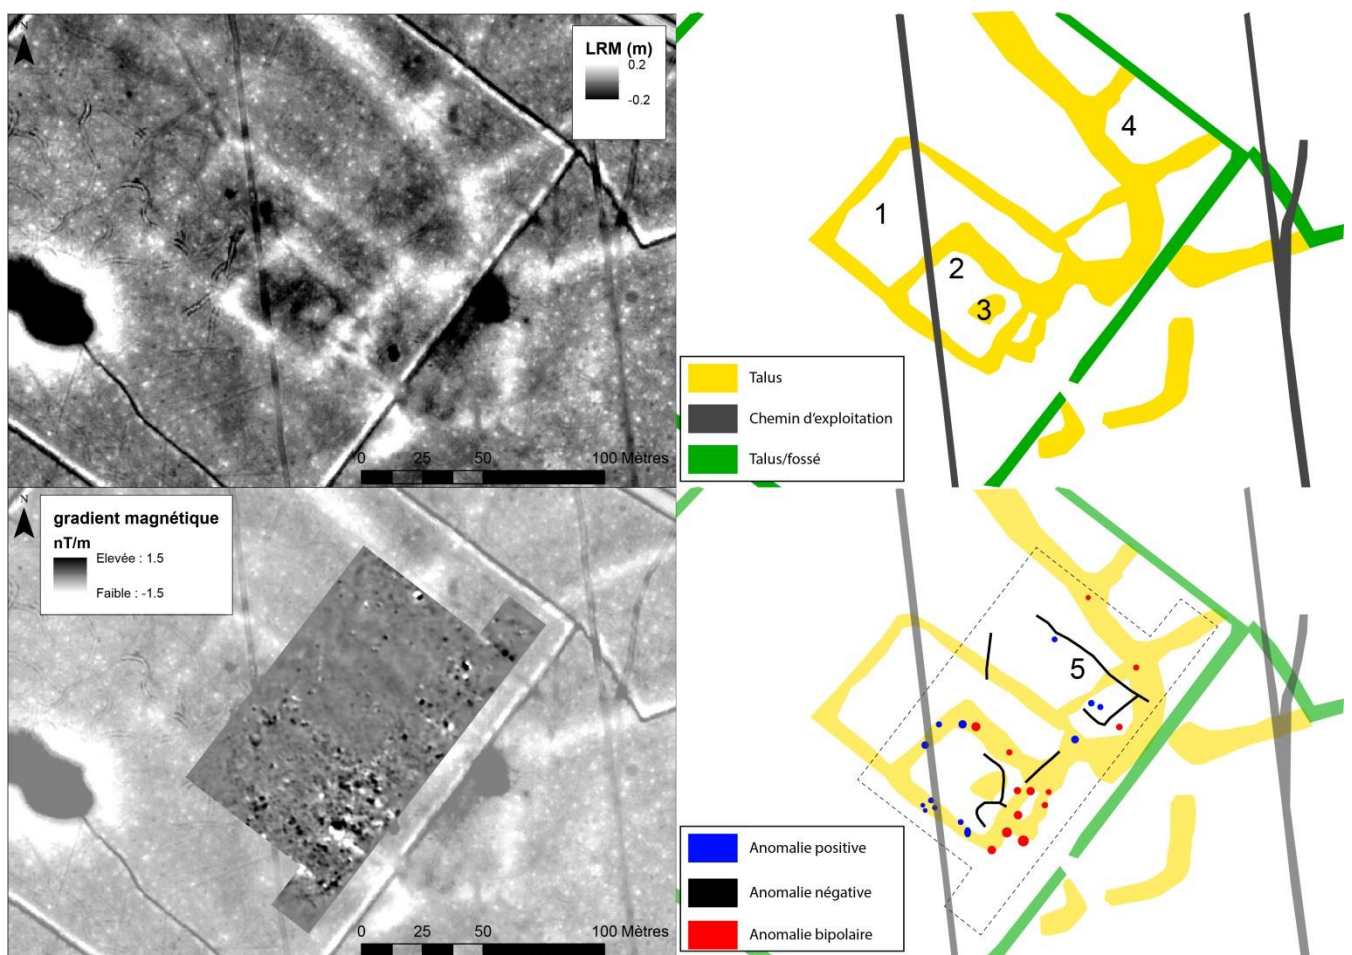 N
LRM (m)
0.2
-0.2
0 25 50 100 Mètres
1
2
3
4
Talus
Chemin d'exploitation
Talus/fossé
N
gradient magnétique
nT/m
Elevée : 1.5
Faible : -1.5
0 25 50 100 Mètres
5
Anomalie positive
Anomalie négative
Anomalie bipolaire